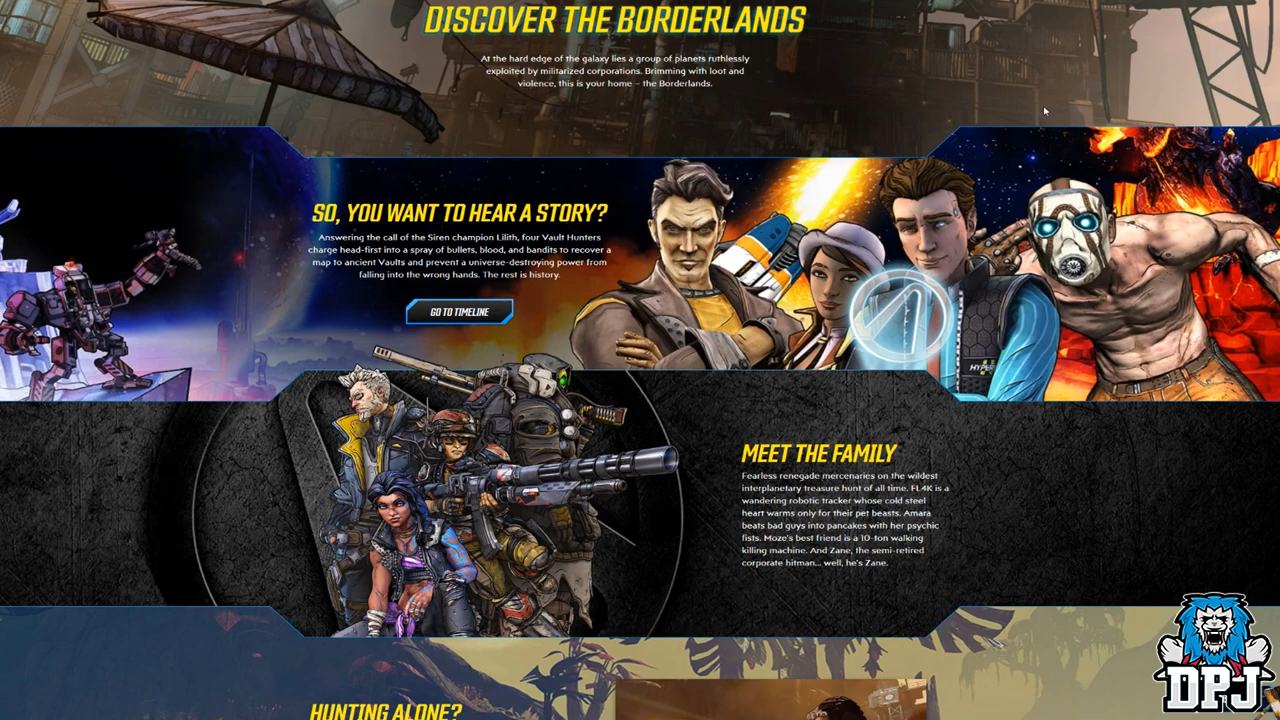 DISCOVER THE BORDERLANDS
At the hard edge of the galaxy lies a group of planets ruthlessly
exploited by militarized corporations. Brimming with loot and
violence, this is your home – the Borderlands.
SO, YOU WANT TO HEAR A STORY?
Answering the call of the Siren champion Lilith, four Vault Hunters
charge head-first into a spray of bullets, blood, and bandits to recover a
map to ancient Vaults and prevent a universe-destroying power from
falling into the wrong hands. The rest is history.
GO TO TIMELINE
HYPER
MEET THE FAMILY
Fearless renegade mercenaries on the wildest
interplanetary treasure hunt of all time. FL4K is a
wandering robotic tracker whose cold steel
heart warms only for their pet beasts. Amara
beats bad guys into pancakes with her psychic
fists. Moze's best friend is a 10-ton walking
killing machine. And Zane, the semi-retired
corporate hitman... well, he's Zane.
HUNTING ALONE?
DPJ